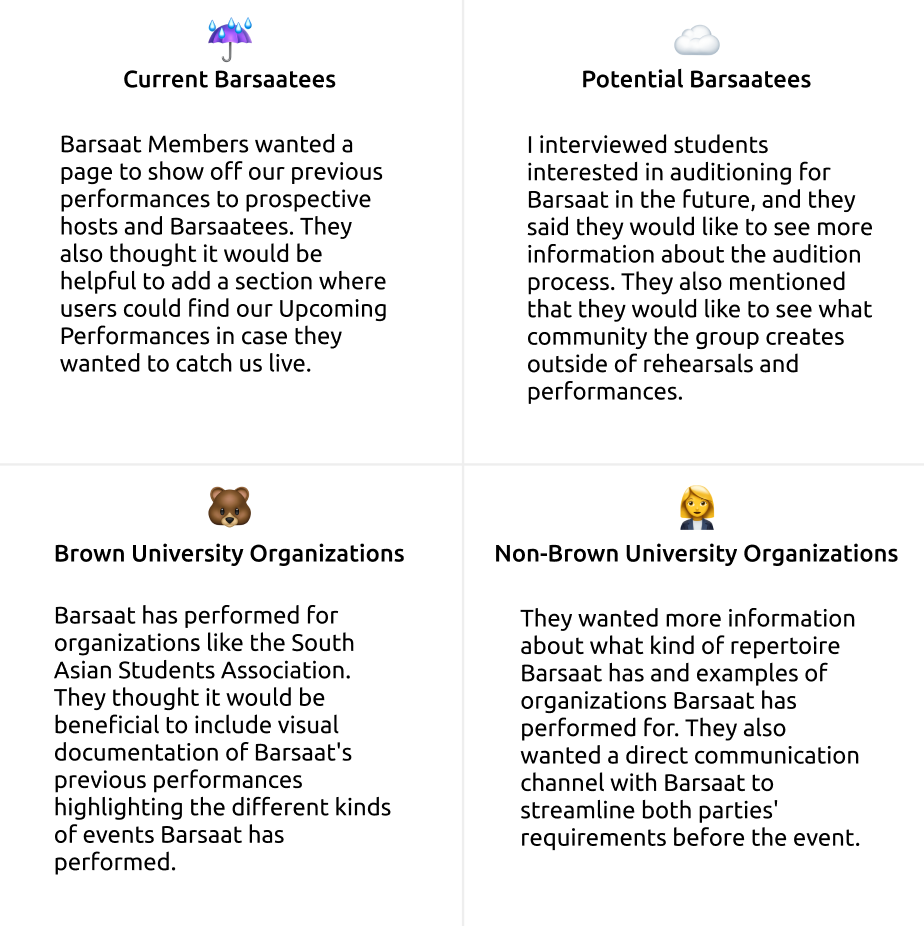 Current Barsaatees
Barsaat Members wanted a
page to show off our previous
performances to prospective
hosts and Barsaatees. They
also thought it would be
helpful to add a section where
users could find our Upcoming
Performances in case they
wanted to catch us live.
Potential Barsaatees
I interviewed students
interested in auditioning for
Barsaat in the future, and they
said they would like to see more
information about the audition
process. They also mentioned
that they would like to see what
community the group creates
outside of rehearsals and
performances.
Brown University Organizations
Barsaat has performed for
organizations like the South
Asian Students Association.
They thought it would be
beneficial to include visual
documentation of Barsaat's
previous performances
highlighting the different kinds
of events Barsaat has
performed.
Non-Brown University Organizations
They wanted more information
about what kind of repertoire
Barsaat has and examples of
organizations Barsaat has
performed for. They also
wanted a direct communication
channel with Barsaat to
streamline both parties'
requirements before the event.